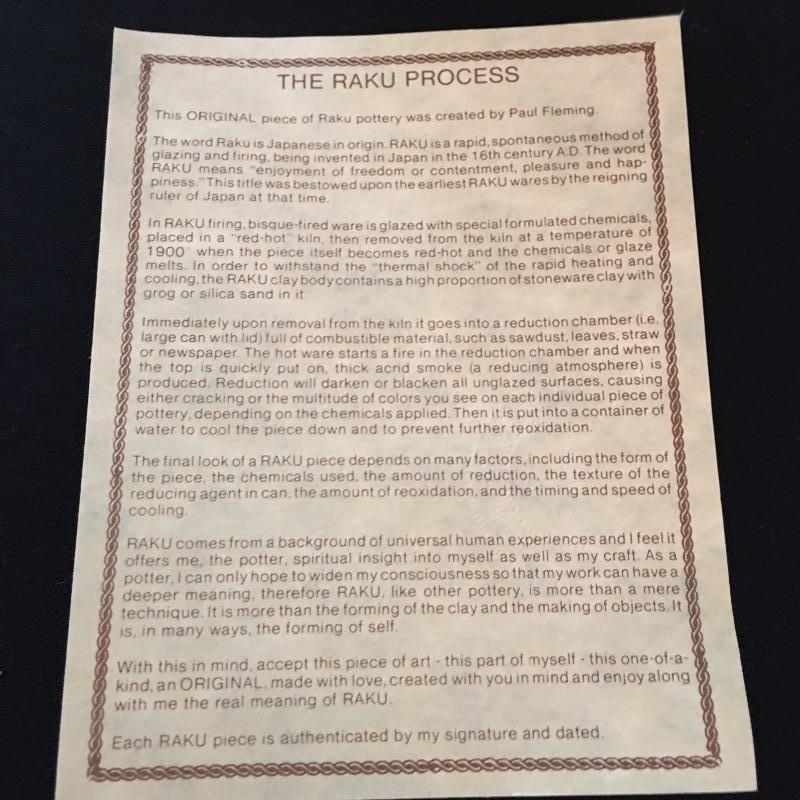 THE RAKU PROCESS
This ORIGINAL piece of Raku pottery was created by Paul Fleming.
The word Raku is Japanese in origin. RAKU is a rapid, spontaneous method of
glazing and firing, being invented in Japan in the 16th century A.D. The word
RAKU means "enjoyment of freedom or contentment, pleasure and hap-
piness." This title was bestowed upon the earliest RAKU wares by the reigning
ruler of Japan at that time.
In RAKU firing, bisque-fired ware is glazed with special formulated chemicals,
placed in a "red-hot" kiln, then removed from the kiln at a temperature of
1900° when the piece itself becomes red-hot and the chemicals or glaze
melts. In order to withstand the "thermal shock" of the rapid heating and
cooling, the RAKU clay body contains a high proportion of stoneware clay with
grog or silica sand in it.
Immediately upon removal from the kiln it goes into a reduction chamber (i.e.
large can with lid) full of combustible material, such as sawdust, leaves, straw
or newspaper. The hot ware starts a fire in the reduction chamber and when
the top is quickly put on, thick acrid smoke (a reducing atmosphere) is
produced. Reduction will darken or blacken all unglazed surfaces, causing
either cracking or the multitude of colors you see on each individual piece of
pottery, depending on the chemicals applied. Then it is put into a container of
water to cool the piece down and to prevent further reoxidation.
The final look of a RAKU piece depends on many factors, including the form of
the piece, the chemicals used, the amount of reduction, the texture of the
reducing agent in can, the amount of reoxidation, and the timing and speed of
cooling.
RAKU comes from a background of universal human experiences and I feel it
offers me, the potter, spiritual insight into myself as well as my craft. As a
potter, I can only hope to widen my consciousness so that my work can have a
deeper meaning, therefore RAKU, like other pottery, is more than a mere
technique. It is more than the forming of the clay and the making of objects. It
is, in many ways, the forming of self.
With this in mind, accept this piece of art - this part of myself - this one-of-a-
kind, an ORIGINAL, made with love, created with you in mind and enjoy along
with me the real meaning of RAKU.
Each RAKU piece is authenticated by my signature and dated.